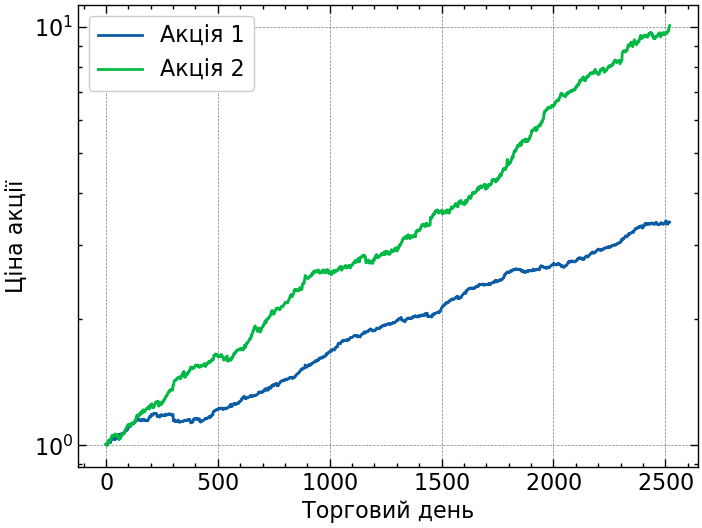 10¹
Акція 1
Акція 2
Ціна акції
10⁰
0 500 1000 1500 2000 2500
Торговий день